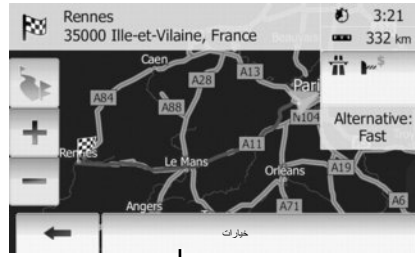 Rennes
35000 Ille-et-Vilaine, France
3:21
332 km
Caen
A13
A28
Pari
A84
A88
N104
Alternative:
Fast
Rennes
A11
Le Mans
Orléans
A19
Angers
A71
A6
خيارات